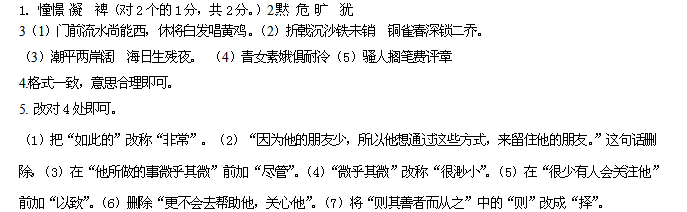 1. 憧憬 凝 裨（对2个的1分，共2分。）2黙 危 旷 犹
3（1）门前流水尚能西，休将白发唱黄鸡。（2）折戟沉沙铁未销 铜雀春深锁二乔。
（3）潮平两岸阔 海日生残夜。 （4）青女素娥俱耐冷（5）骚人搁笔费评章
4.格式一致，意思合理即可。
5. 改对4处即可。
（1）把“如此的”改称“非常”。（2）“因为他的朋友少，所以他想通过这些方式，来留住他的朋友。”这句话删
除。（3）在“他所做的事微乎其微”前加“尽管”。（4）“微乎其微”改称“很渺小”。（5）在“很少有人会关注他”
前加“以致”。（6）删除“更不会去帮助他，关心他”。（7）将“则其善者而从之”中的“则”改成“择”。